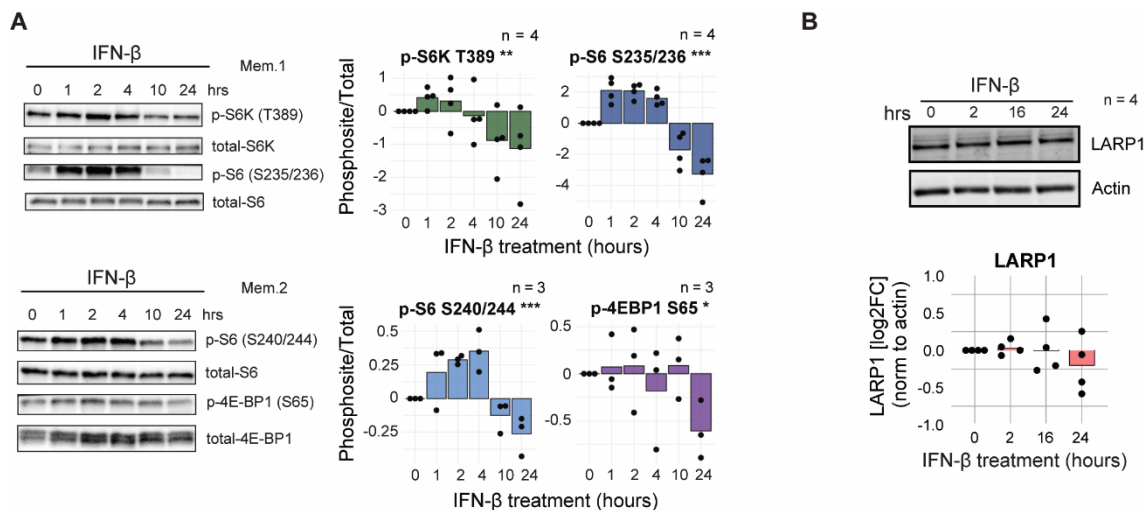 A
IFN-β
Mem.1
0 1 2 4 10 24 hrs
p-S6K (T389)
total-S6K
p-S6 (S235/236)
total-S6
n = 4
p-S6K T389 **
Phosphosite/Total
1
0
-1
-2
-3
0 1 2 4 10 24
n = 4
p-S6 S235/236 ***
2
0
-2
-4
0 1 2 4 10 24
IFN-β treatment (hours)
IFN-β
Mem.2
0 1 2 4 10 24 hrs
p-S6 (S240/244)
total-S6
p-4E-BP1 (S65)
total-4E-BP1
n = 3
p-S6 S240/244 ***
Phosphosite/Total
0.25
0
-0.25
0 1 2 4 10 24
n = 3
p-4EBP1 S65 *
0.5
0
-0.5
0 1 2 4 10 24
IFN-β treatment (hours)
B
IFN-β
hrs 0 2 16 24
n = 4
LARP1
Actin
LARP1
LARP1 [log2FC]
(norm to actin)
1.0
0.5
0.0
-0.5
-1.0
0 2 16 24
IFN-β treatment (hours)